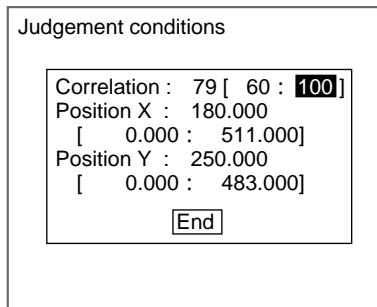 Judgement conditions
Correlation : 79 [ 60 : 100]
Position X : 180.000
[ 0.000 : 511.000]
Position Y : 250.000
[ 0.000 : 483.000]
End